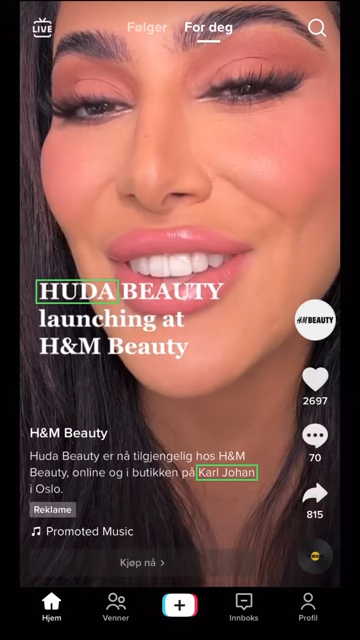 LIVE
Følger For deg
HUDA BEAUTY
launching at
H&M Beauty
H&M BEAUTY
2697
70
815
H&M Beauty
Huda Beauty er nå tilgjengelig hos H&M
Beauty, online og i butikken på Karl Johan
i Oslo.
Reklame
Promoted Music
Kjøp nå >
Hjem Venner Innboks Profil